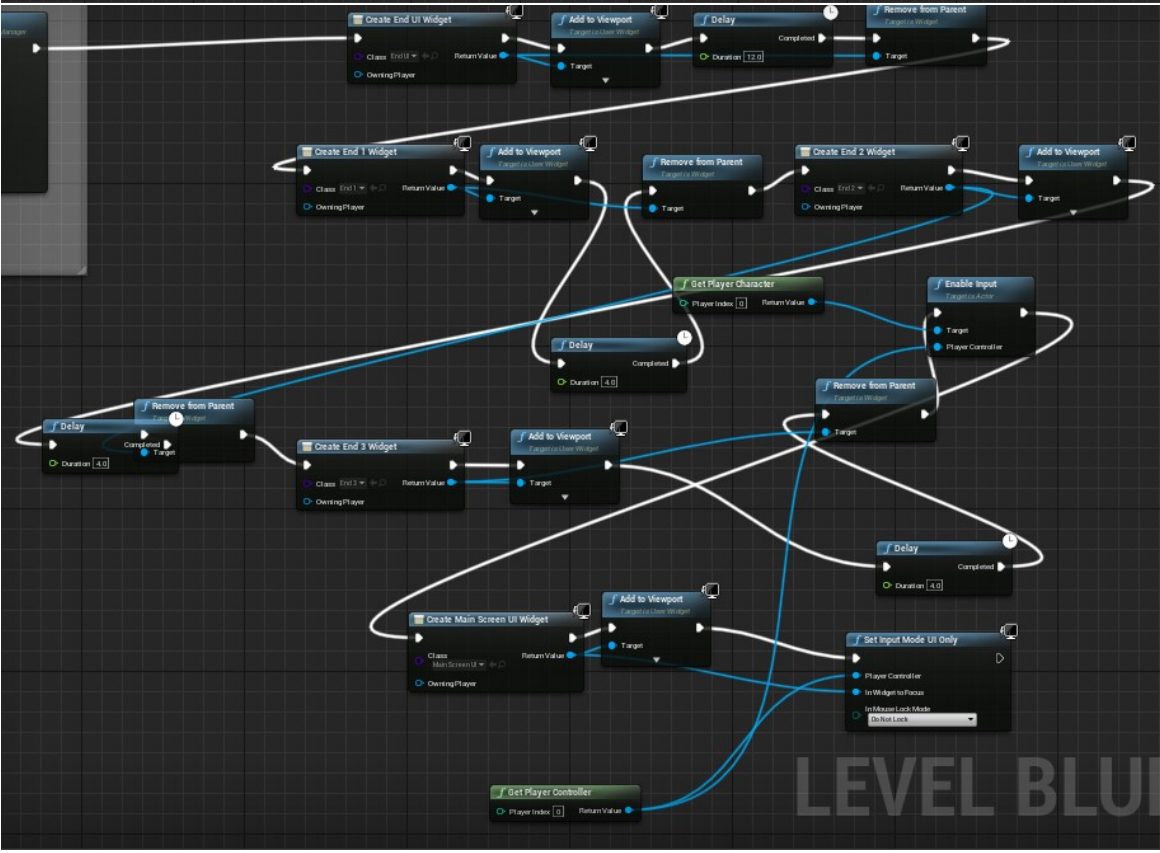 Manager
Create End UI Widget
Class End UI
Return Value
Owning Player
Add to Viewport
Target is User Widget
Target
Delay
Completed
Duration 12.0
Remove from Parent
Target is Widget
Target
Create End 1 Widget
Class End 1
Return Value
Owning Player
Add to Viewport
Target is User Widget
Target
Remove from Parent
Target is Widget
Target
Create End 2 Widget
Class End 2
Return Value
Owning Player
Add to Viewport
Target is User Widget
Target
Get Player Character
Player Index 0
Return Value
Enable Input
Target is Actor
Target
Player Controller
Delay
Completed
Duration 4.0
Remove from Parent
Target is Widget
Target
Delay
Completed
Duration 4.0
Remove from Parent
Target
Create End 3 Widget
Class End 3
Return Value
Owning Player
Add to Viewport
Target is User Widget
Target
Delay
Completed
Duration 4.0
Create Main Screen UI Widget
Class
Main Screen UI
Return Value
Owning Player
Add to Viewport
Target is User Widget
Target
Set Input Mode UI Only
Player Controller
In Widget to Focus
In Mouse Lock Mode
Do Not Lock
Get Player Controller
Player Index 0
Return Value
LEVEL BLU